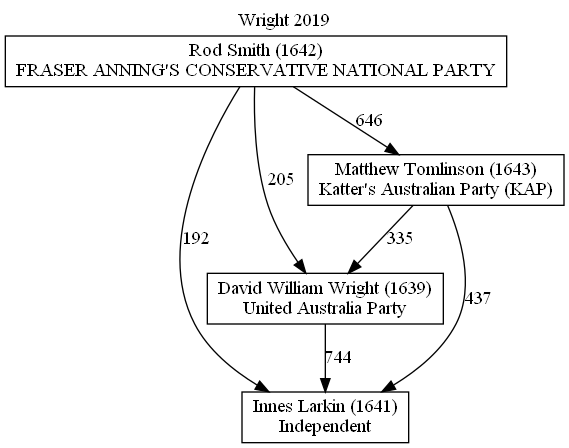 Wright 2019
Rod Smith (1642)
FRASER ANNING'S CONSERVATIVE NATIONAL PARTY
646
Matthew Tomlinson (1643)
Katter's Australian Party (KAP)
205
192
335
437
David William Wright (1639)
United Australia Party
744
Innes Larkin (1641)
Independent